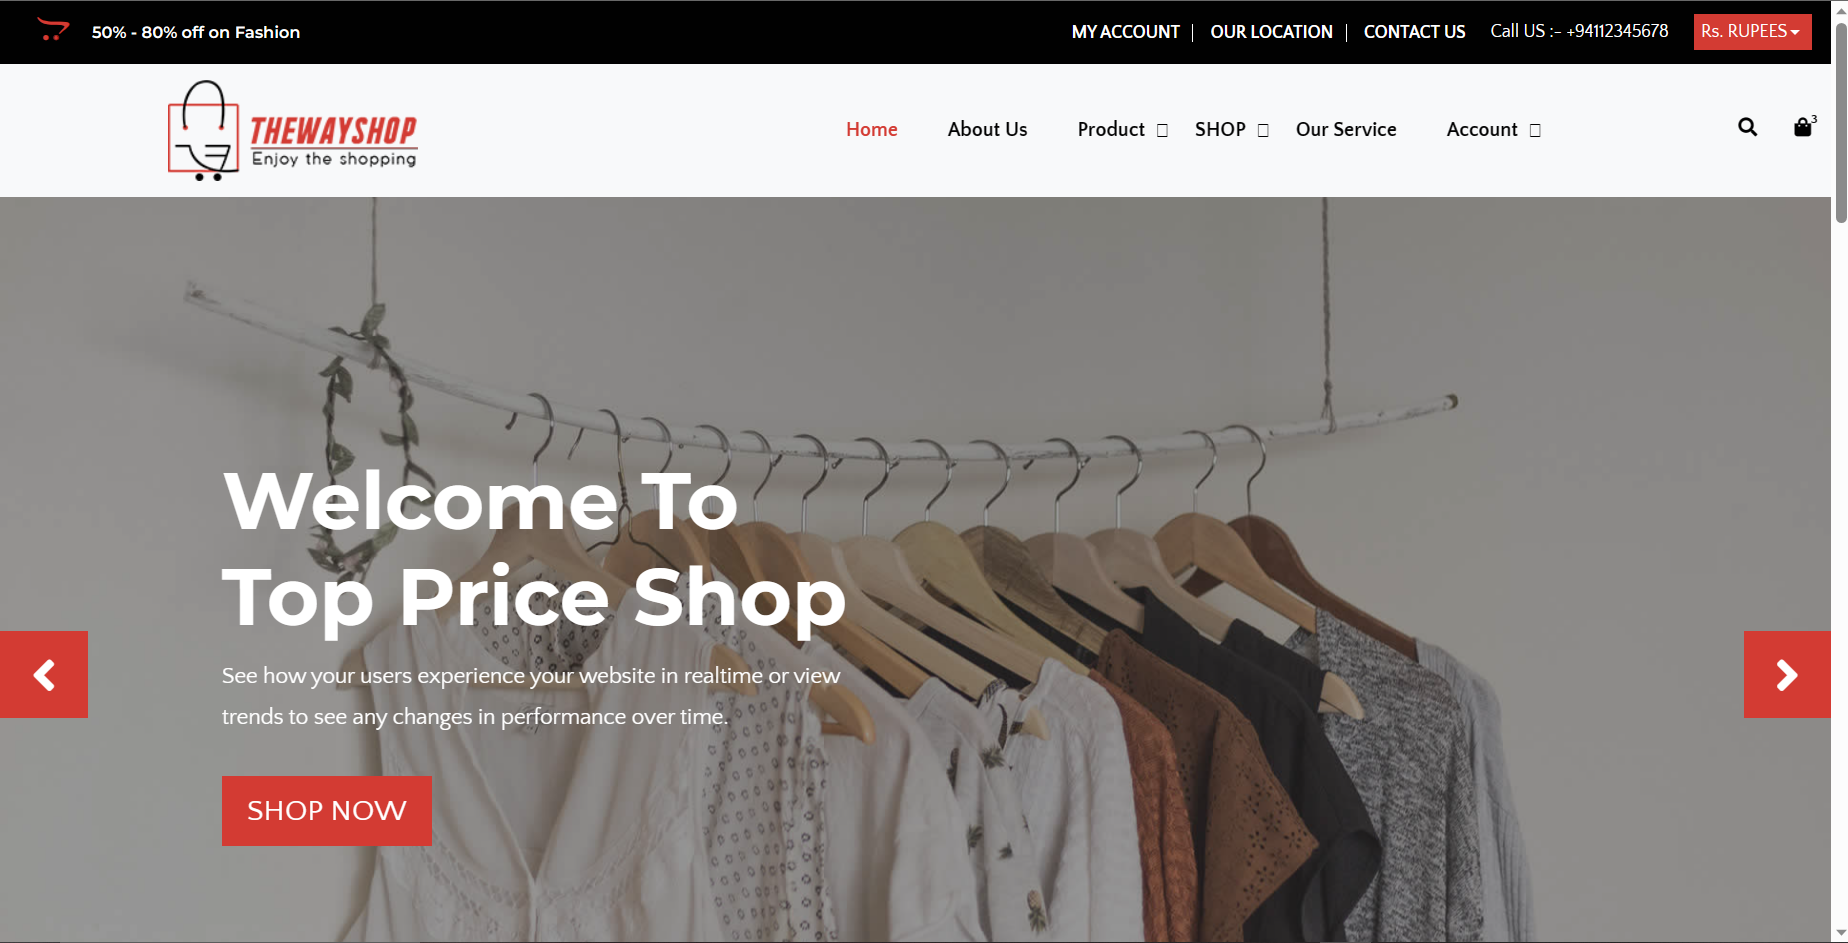 50% - 80% off on Fashion
MY ACCOUNT | OUR LOCATION | CONTACT US Call US :- +94112345678 Rs. RUPEES
THEWAYSHOP
Enjoy the shopping
Home About Us Product SHOP Our Service Account
3
Welcome To
Top Price Shop
See how your users experience your website in realtime or view
trends to see any changes in performance over time.
SHOP NOW